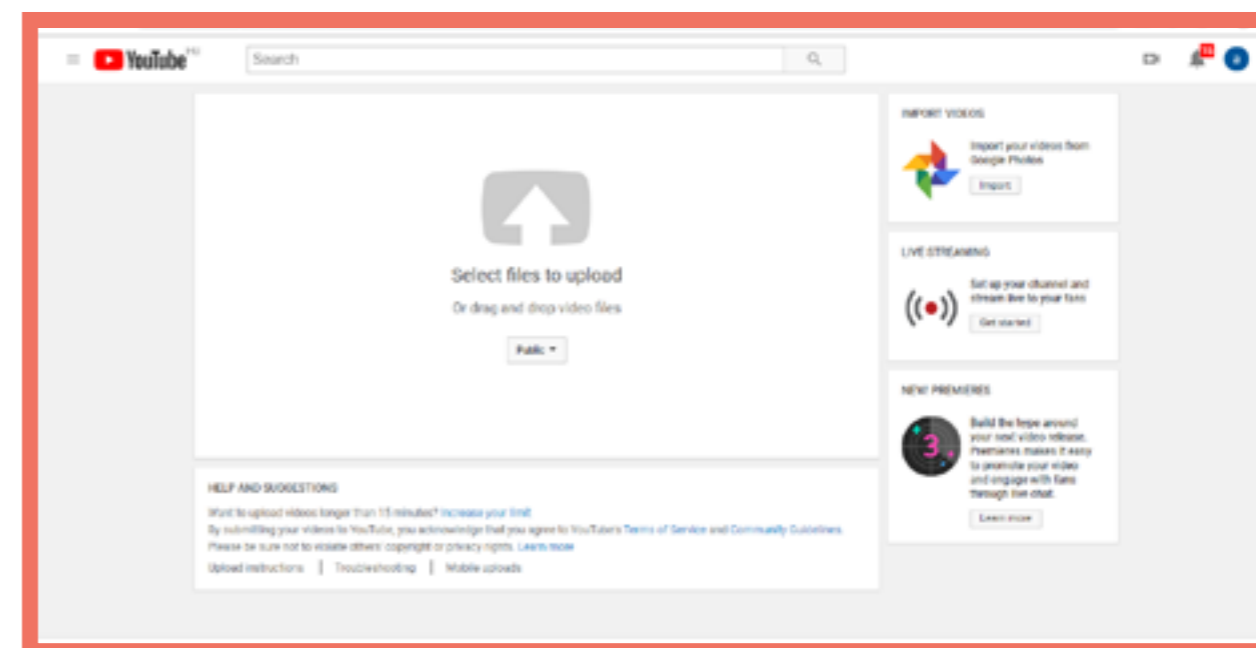 YouTube HU
Search
Select files to upload
Or drag and drop video files
Public
HELP AND SUGGESTIONS
Want to upload videos longer than 15 minutes? Increase your limit
By submitting your videos to YouTube, you acknowledge that you agree to YouTube's Terms of Service and Community Guidelines.
Please be sure not to violate others' copyright or privacy rights. Learn more
Upload instructions | Troubleshooting | Mobile uploads
IMPORT VIDEOS
Import your videos from
Google Photos
Import
LIVE STREAMING
Set up your channel and
stream live to your fans
Get started
NEW! PREMIERES
3
Build the hype around
your next video release.
Premieres makes it easy
to promote your video
and engage with fans
through live chat.
Learn more